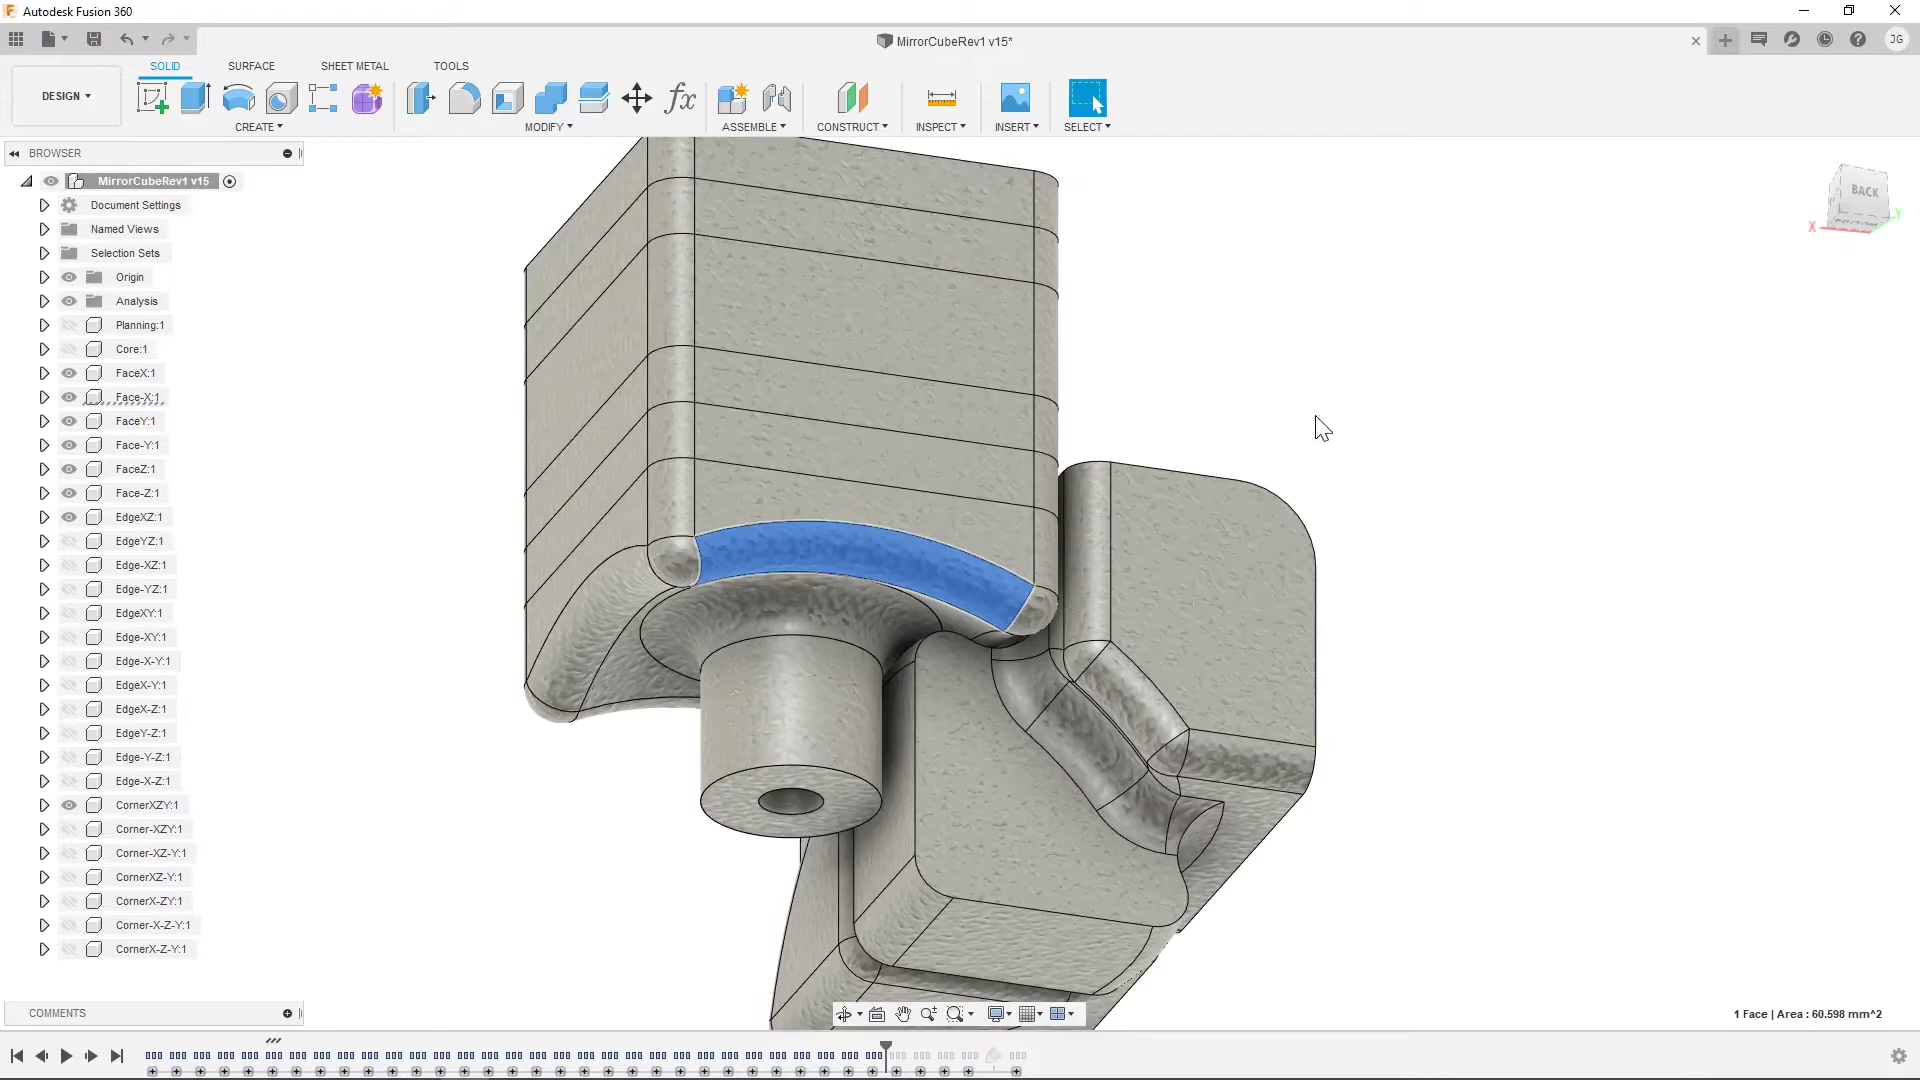 Autodesk Fusion 360
MirrorCubeRev1 v15*
JG
DESIGN
SOLID
SURFACE
SHEET METAL
TOOLS
CREATE
MODIFY
ASSEMBLE
CONSTRUCT
INSPECT
INSERT
SELECT
BROWSER
MirrorCubeRev1 v15
Document Settings
Named Views
Selection Sets
Origin
Analysis
Planning:1
Core:1
FaceX:1
Face-X:1
FaceY:1
Face-Y:1
FaceZ:1
Face-Z:1
EdgeXZ:1
EdgeYZ:1
Edge-XZ:1
Edge-YZ:1
EdgeXY:1
Edge-XY:1
Edge-X-Y:1
EdgeX-Y:1
EdgeX-Z:1
EdgeY-Z:1
Edge-Y-Z:1
Edge-X-Z:1
CornerXZY:1
Corner-XZY:1
Corner-XZ-Y:1
CornerXZ-Y:1
CornerX-ZY:1
Corner-X-Z-Y:1
CornerX-Z-Y:1
BACK
X
Y
COMMENTS
1 Face | Area : 60.598 mm^2